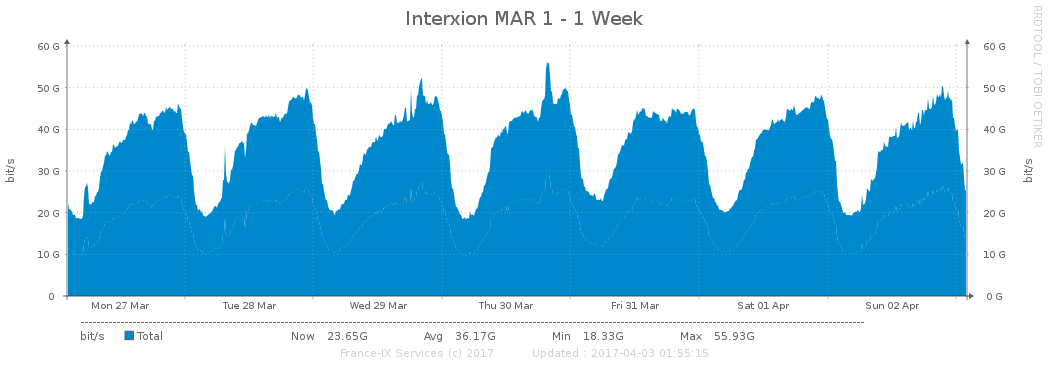 Interxion MAR 1 - 1 Week
RRDTOOL / TOBI OETIKER
60 G 60 G
50 G 50 G
40 G 40 G
30 G 30 G
20 G 20 G
10 G 10 G
0 0 G
bit/s
bit/s
Mon 27 Mar Tue 28 Mar Wed 29 Mar Thu 30 Mar Fri 31 Mar Sat 01 Apr Sun 02 Apr
bit/s Total Now 23.65G Avg 36.17G Min 18.33G Max 55.93G
France-IX Services (c) 2017 Updated : 2017-04-03 01:55:15